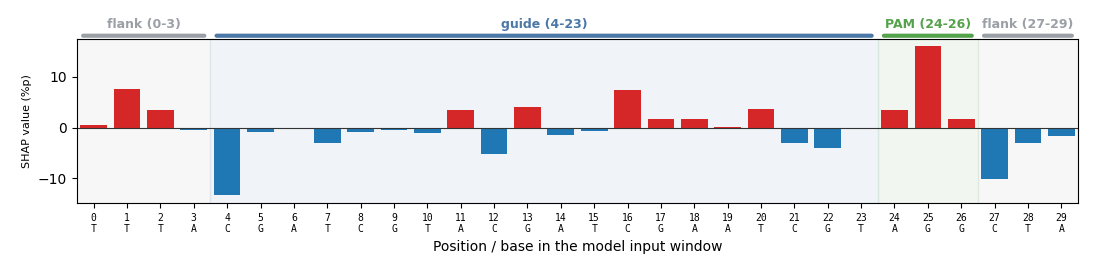 flank (0-3) guide (4-23) PAM (24-26) flank (27-29)
SHAP value (%p)
10
0
−10
0 1 2 3 4 5 6 7 8 9 10 11 12 13 14 15 16 17 18 19 20 21 22 23 24 25 26 27 28 29
T T T A C G A T C G T A C G A T C G A A T C G T A G G C T A
Position / base in the model input window